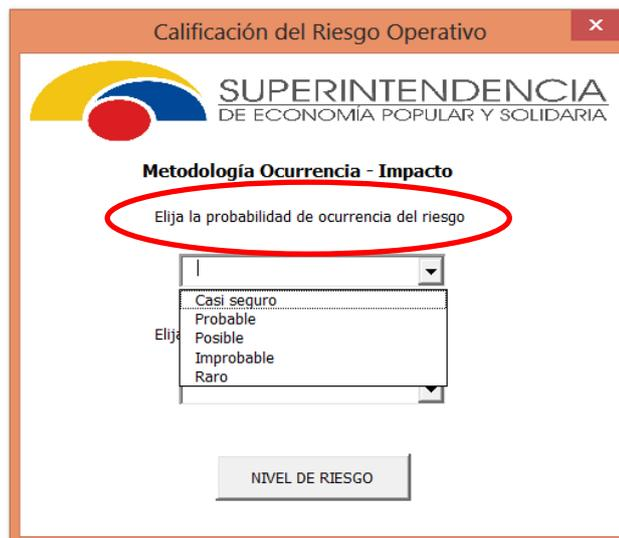 Calificación del Riesgo Operativo
x
SUPERINTENDENCIA
DE ECONOMÍA POPULAR Y SOLIDARIA
Metodología Ocurrencia - Impacto
Elija la probabilidad de ocurrencia del riesgo
Casi seguro
Probable
Elija
Posible
Improbable
Raro
NIVEL DE RIESGO